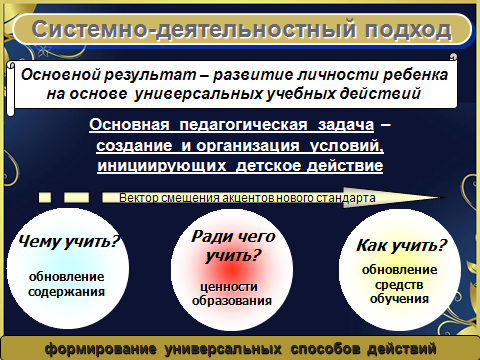 Системно-деятельностный подход
Основной результат – развитие личности ребенка
на основе универсальных учебных действий
Основная педагогическая задача –
создание и организация условий,
инициирующих детское действие
Вектор смещения акцентов нового стандарта
Чему учить?
обновление
содержания
Ради чего
учить?
ценности
образования
Как учить?
обновление
средств
обучения
формирование универсальных способов действий